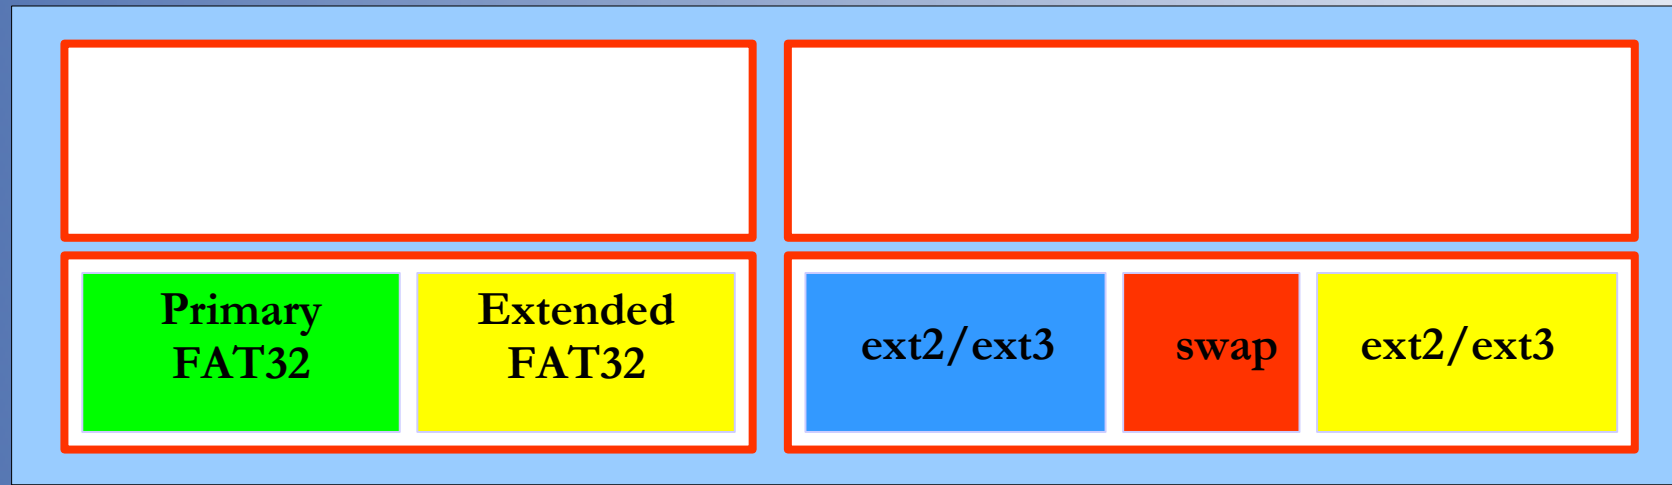 Primary
FAT32
Extended
FAT32
ext2/ext3
swap
ext2/ext3